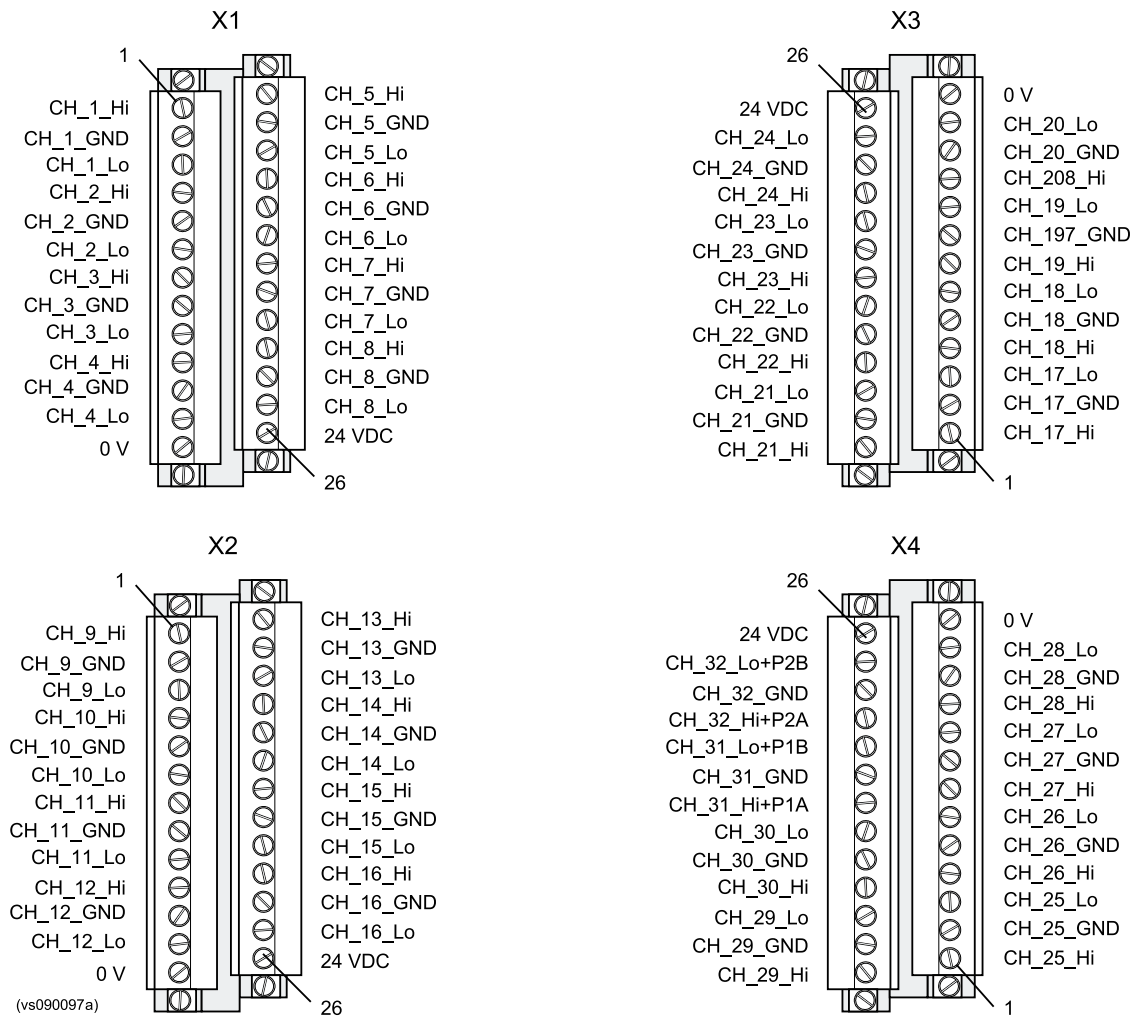 X1
1
CH_1_Hi
CH_1_GND
CH_1_Lo
CH_2_Hi
CH_2_GND
CH_2_Lo
CH_3_Hi
CH_3_GND
CH_3_Lo
CH_4_Hi
CH_4_GND
CH_4_Lo
0 V
CH_5_Hi
CH_5_GND
CH_5_Lo
CH_6_Hi
CH_6_GND
CH_6_Lo
CH_7_Hi
CH_7_GND
CH_7_Lo
CH_8_Hi
CH_8_GND
CH_8_Lo
24 VDC
26
X3
26
24 VDC
CH_24_Lo
CH_24_GND
CH_24_Hi
CH_23_Lo
CH_23_GND
CH_23_Hi
CH_22_Lo
CH_22_GND
CH_22_Hi
CH_21_Lo
CH_21_GND
CH_21_Hi
0 V
CH_20_Lo
CH_20_GND
CH_208_Hi
CH_19_Lo
CH_197_GND
CH_19_Hi
CH_18_Lo
CH_18_GND
CH_18_Hi
CH_17_Lo
CH_17_GND
CH_17_Hi
1
X2
1
CH_9_Hi
CH_9_GND
CH_9_Lo
CH_10_Hi
CH_10_GND
CH_10_Lo
CH_11_Hi
CH_11_GND
CH_11_Lo
CH_12_Hi
CH_12_GND
CH_12_Lo
0 V
CH_13_Hi
CH_13_GND
CH_13_Lo
CH_14_Hi
CH_14_GND
CH_14_Lo
CH_15_Hi
CH_15_GND
CH_15_Lo
CH_16_Hi
CH_16_GND
CH_16_Lo
24 VDC
26
(vs090097a)
X4
26
24 VDC
CH_32_Lo+P2B
CH_32_GND
CH_32_Hi+P2A
CH_31_Lo+P1B
CH_31_GND
CH_31_Hi+P1A
CH_30_Lo
CH_30_GND
CH_30_Hi
CH_29_Lo
CH_29_GND
CH_29_Hi
0 V
CH_28_Lo
CH_28_GND
CH_28_Hi
CH_27_Lo
CH_27_GND
CH_27_Hi
CH_26_Lo
CH_26_GND
CH_26_Hi
CH_25_Lo
CH_25_GND
CH_25_Hi
1